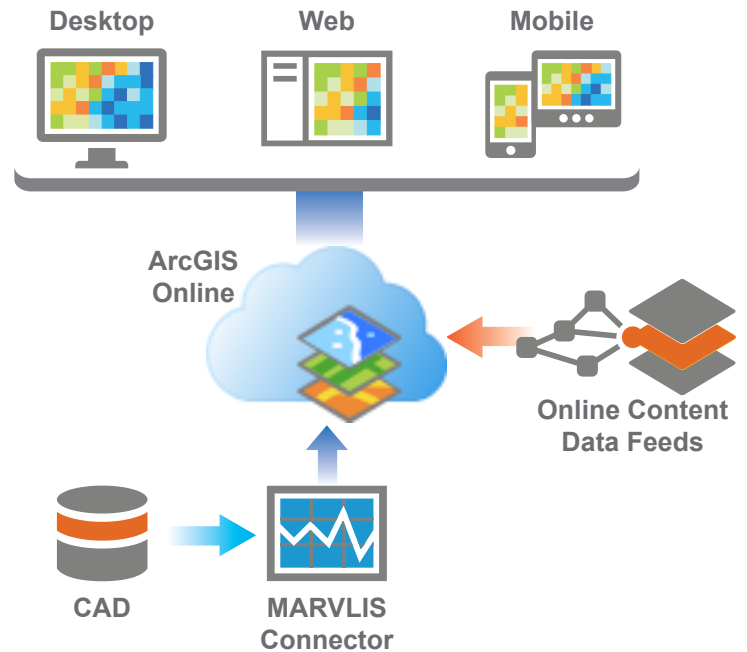 Desktop
Web
Mobile
ArcGIS
Online
Online Content
Data Feeds
CAD
MARVLIS
Connector